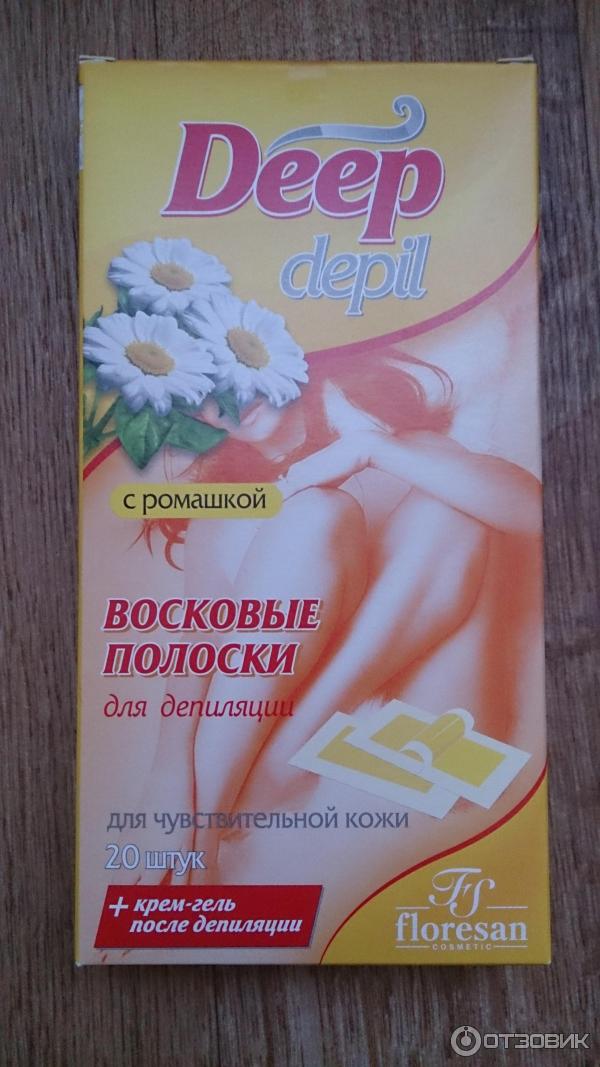 Deep
depil
с ромашкой
ВОСКОВЫЕ
ПОЛОСКИ
для депиляции
для чувствительной кожи
20 штук
+ крем-гель
после депиляции
FS
floresan
COSMETIC
ОТЗОВИК